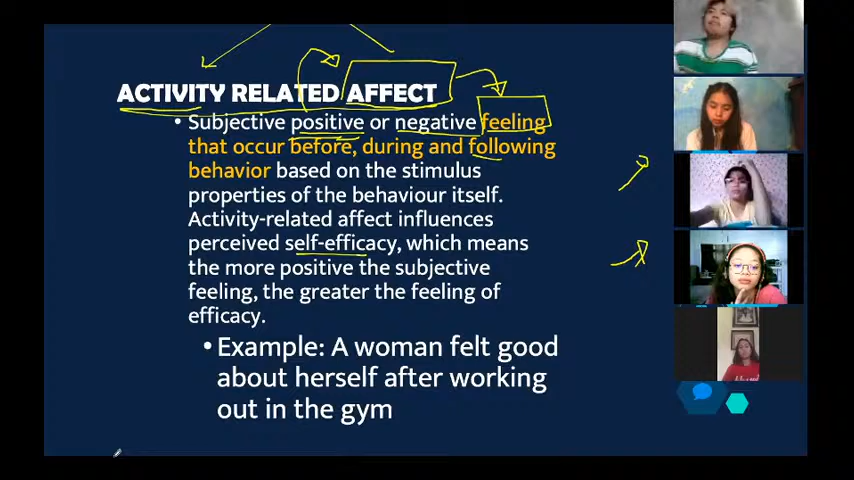 ACTIVITY RELATED AFFECT
• Subjective positive or negative feeling
that occur before, during and following
behavior based on the stimulus
properties of the behaviour itself.
Activity-related affect influences
perceived self-efficacy, which means
the more positive the subjective
feeling, the greater the feeling of
efficacy.
• Example: A woman felt good
about herself after working
out in the gym